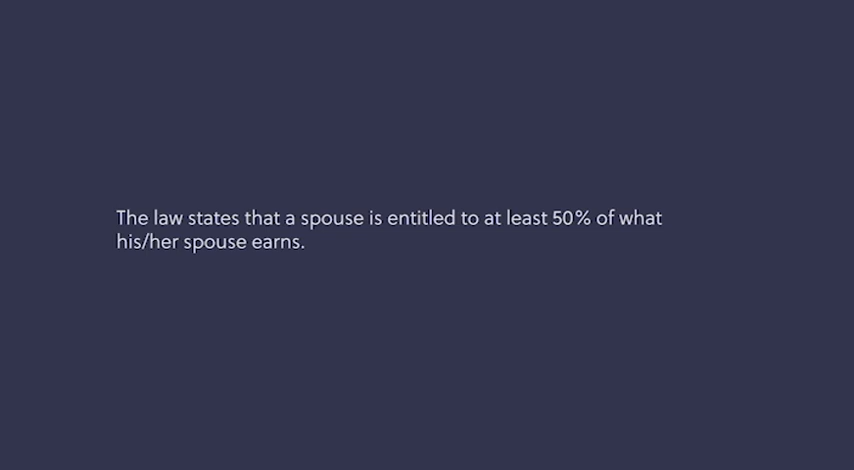 The law states that a spouse is entitled to at least 50% of what
his/her spouse earns.